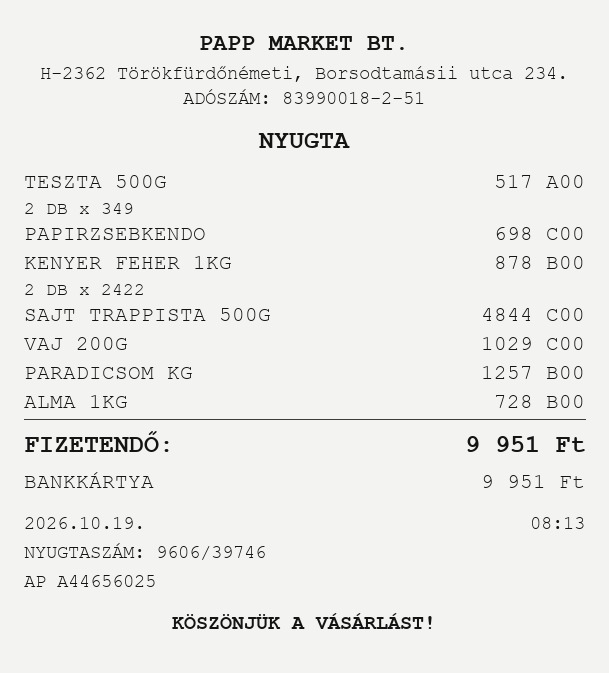 PAPP MARKET BT.
H-2362 Törökfürdőnémeti, Borsodtamásii utca 234.
ADÓSZÁM: 83990018-2-51
NYUGTA
TESZTA 500G 517 A00
2 DB x 349
PAPIRZSEBKENDO 698 C00
KENYER FEHER 1KG 878 B00
2 DB x 2422
SAJT TRAPPISTA 500G 4844 C00
VAJ 200G 1029 C00
PARADICSOM KG 1257 B00
ALMA 1KG 728 B00
FIZETENDŐ: 9 951 Ft
BANKKÁRTYA 9 951 Ft
2026.10.19. 08:13
NYUGTASZÁM: 9606/39746
AP A44656025
KÖSZÖNJÜK A VÁSÁRLÁST!